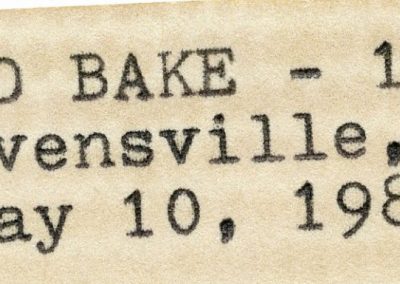 D BAKE - 1
vensville,
ay 10, 198